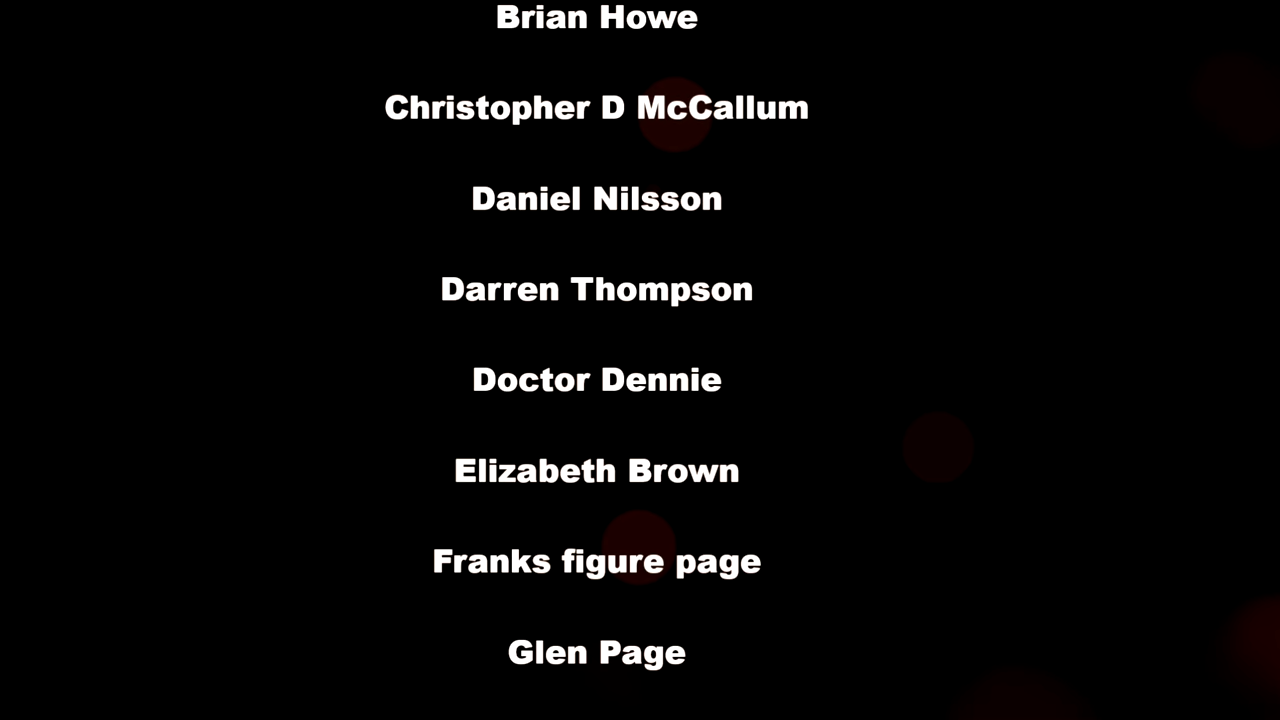 Brian Howe
Christopher D McCallum
Daniel Nilsson
Darren Thompson
Doctor Dennie
Elizabeth Brown
Franks figure page
Glen Page